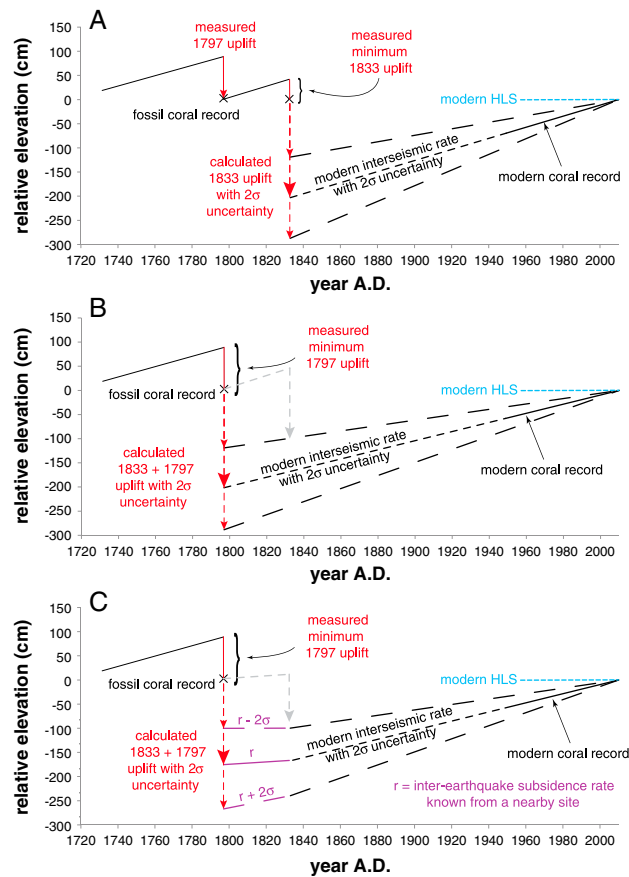 A
relative elevation (cm)
150
100
50
0
-50
-100
-150
-200
-250
-300
measured
1797 uplift
measured
minimum
1833 uplift
modern HLS
fossil coral record
calculated
1833 uplift
with 2σ
uncertainty
modern interseismic rate
with 2σ uncertainty
modern coral record
1720 1740 1760 1780 1800 1820 1840 1860 1880 1900 1920 1940 1960 1980 2000
year A.D.
B
relative elevation (cm)
150
100
50
0
-50
-100
-150
-200
-250
-300
measured
minimum
1797 uplift
modern HLS
fossil coral record
calculated
1833 + 1797
uplift with 2σ
uncertainty
modern interseismic rate
with 2σ uncertainty
modern coral record
1720 1740 1760 1780 1800 1820 1840 1860 1880 1900 1920 1940 1960 1980 2000
year A.D.
C
relative elevation (cm)
150
100
50
0
-50
-100
-150
-200
-250
-300
measured
minimum
1797 uplift
modern HLS
fossil coral record
calculated
1833 + 1797
uplift with 2σ
uncertainty
r - 2σ
r
r + 2σ
modern interseismic rate
with 2σ uncertainty
modern coral record
r = inter-earthquake subsidence rate
known from a nearby site
1720 1740 1760 1780 1800 1820 1840 1860 1880 1900 1920 1940 1960 1980 2000
year A.D.